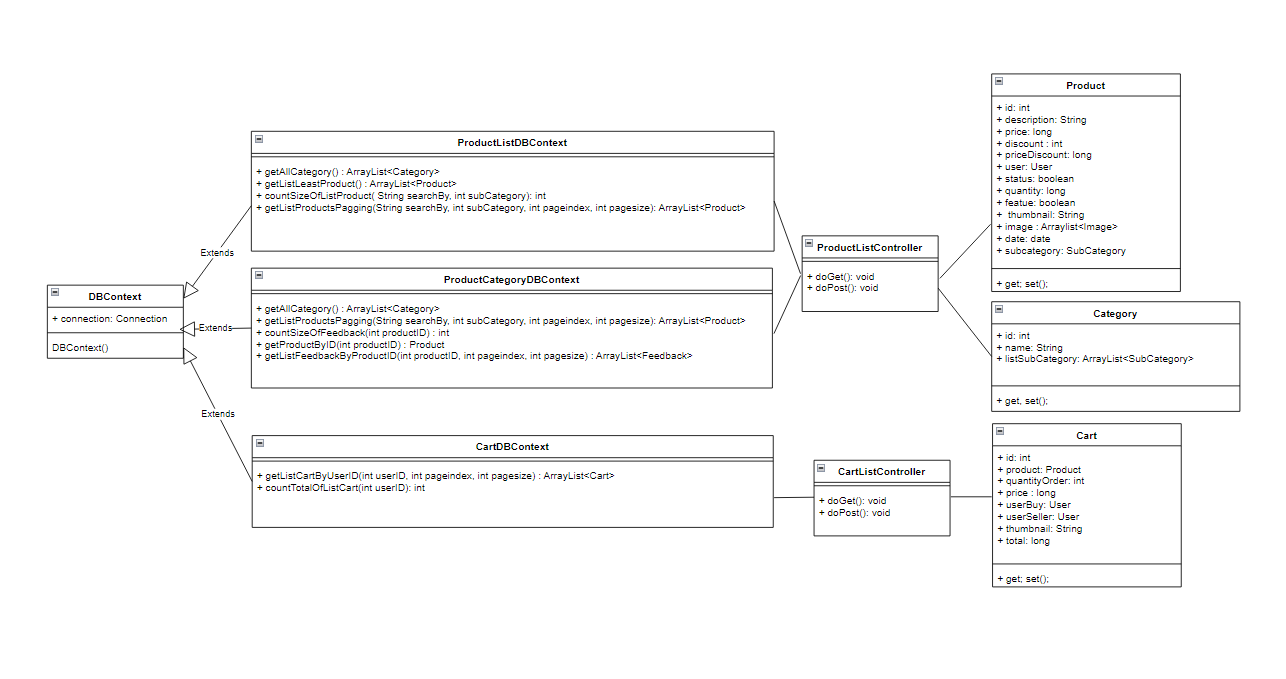 DBContext
+ connection: Connection
DBContext()
Extends
Extends
Extends
ProductListDBContext
+ getAllCategory() : ArrayList<Category>
+ getListLeastProduct() : ArrayList<Product>
+ countSizeOfListProduct( String searchBy, int subCategory): int
+ getListProductsPagging(String searchBy, int subCategory, int pageindex, int pagesize): ArrayList<Product>
ProductCategoryDBContext
+ getAllCategory() : ArrayList<Category>
+ getListProductsPagging(String searchBy, int subCategory, int pageindex, int pagesize): ArrayList<Product>
+ countSizeOfFeedback(int productID) : int
+ getProductByID(int productID) : Product
+ getListFeedbackByProductID(int productID, int pageindex, int pagesize) : ArrayList<Feedback>
CartDBContext
+ getListCartByUserID(int userID, int pageindex, int pagesize) : ArrayList<Cart>
+ countTotalOfListCart(int userID): int
ProductListController
+ doGet(): void
+ doPost(): void
CartListController
+ doGet(): void
+ doPost(): void
Product
+ id: int
+ description: String
+ price: long
+ discount : int
+ priceDiscount: long
+ user: User
+ status: boolean
+ quantity: long
+ featue: boolean
+ thumbnail: String
+ image : Arraylist<Image>
+ date: date
+ subcategory: SubCategory
+ get; set();
Category
+ id: int
+ name: String
+ listSubCategory: ArrayList<SubCategory>
+ get, set();
Cart
+ id: int
+ product: Product
+ quantityOrder: int
+ price : long
+ userBuy: User
+ userSeller: User
+ thumbnail: String
+ total: long
+ get; set();